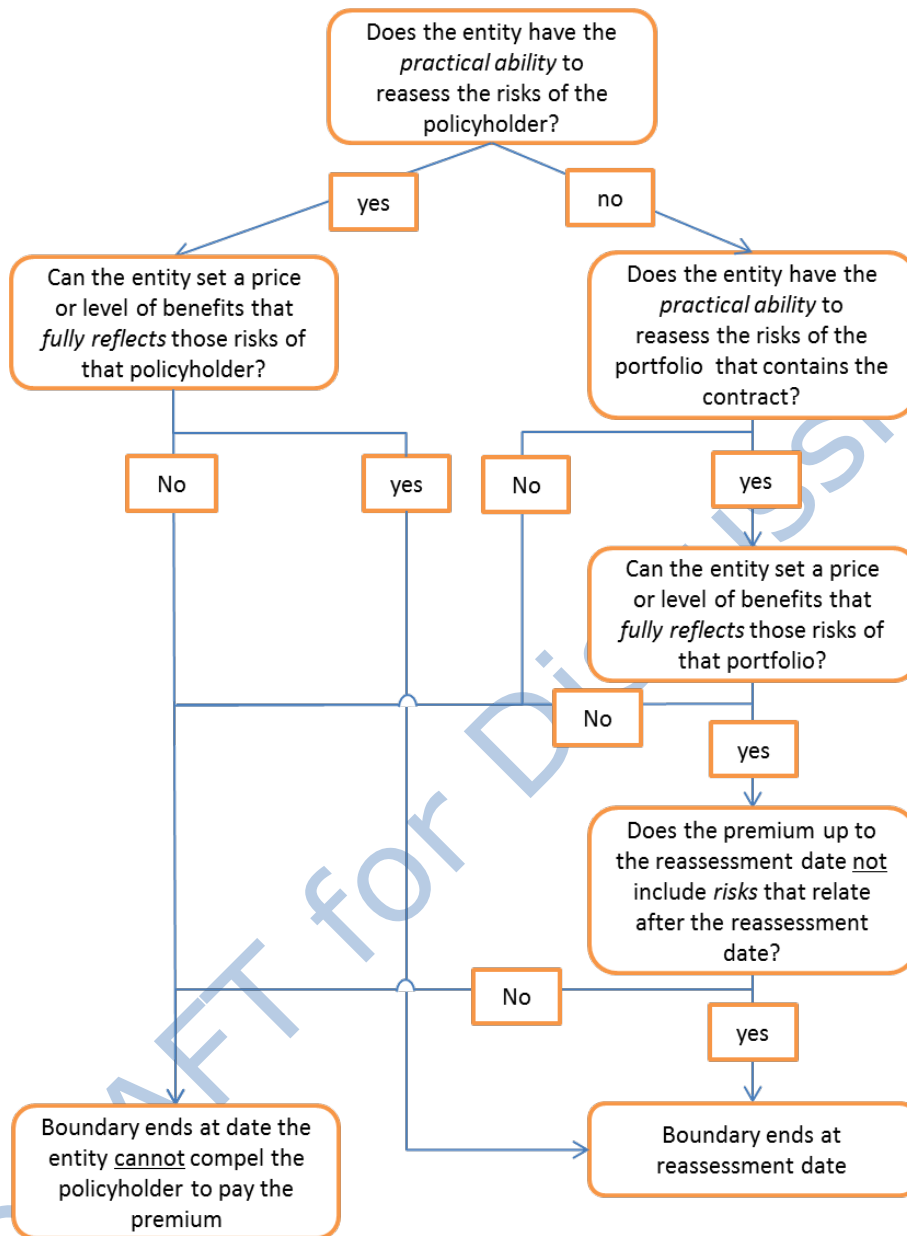 Does the entity have the
practical ability to
reasess the risks of the
policyholder?
yes
no
Can the entity set a price
or level of benefits that
fully reflects those risks of
that policyholder?
Does the entity have the
practical ability to
reasess the risks of the
portfolio that contains the
contract?
No
yes
No
yes
Can the entity set a price
or level of benefits that
fully reflects those risks of
that portfolio?
No
yes
Does the premium up to
the reassessment date not
include risks that relate
after the reassessment
date?
No
yes
Boundary ends at date the
entity cannot compel the
policyholder to pay the
premium
Boundary ends at
reassessment date
AFT for Disc